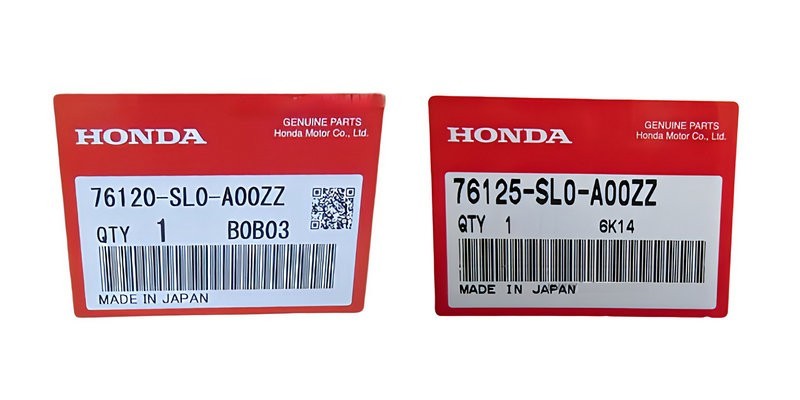 HONDA
GENUINE PARTS
Honda Motor Co., Ltd.
76120-SL0-A00ZZ
QTY 1 B0B03
MADE IN JAPAN
HONDA
GENUINE PARTS
Honda Motor Co., Ltd.
76125-SL0-A00ZZ
QTY 1 6K14
MADE IN JAPAN